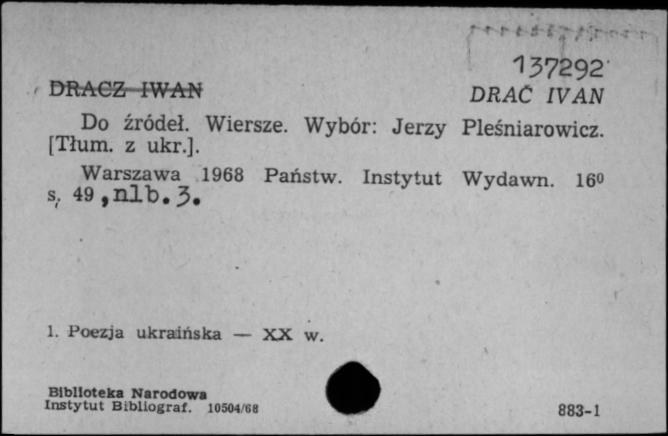 137292
DRACZ IWAN
DRAČ IVAN
Do źródeł. Wiersze. Wybór: Jerzy Pleśniarowicz.
[Tłum. z ukr.].
Warszawa 1968 Państw. Instytut Wydawn. 16⁰
s. 49, nlb. 3.
1. Poezja ukraińska — XX w.
Biblioteka Narodowa
Instytut Bibliograf. 10504/68
883-1